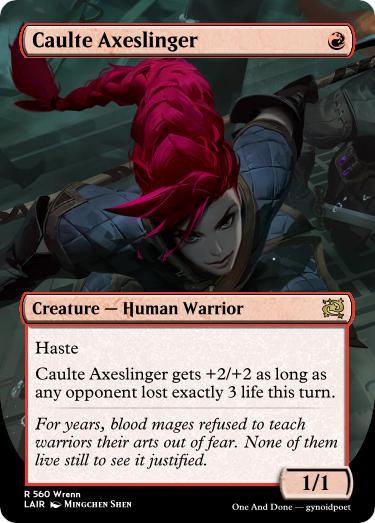 Caulte Axeslinger
Creature — Human Warrior
Haste
Caulte Axeslinger gets +2/+2 as long as
any opponent lost exactly 3 life this turn.
For years, blood mages refused to teach
warriors their arts out of fear. None of them
live still to see it justified.
1/1
R 560 Wrenn
LAIR Mingchen Shen
One And Done — gynoidpoet